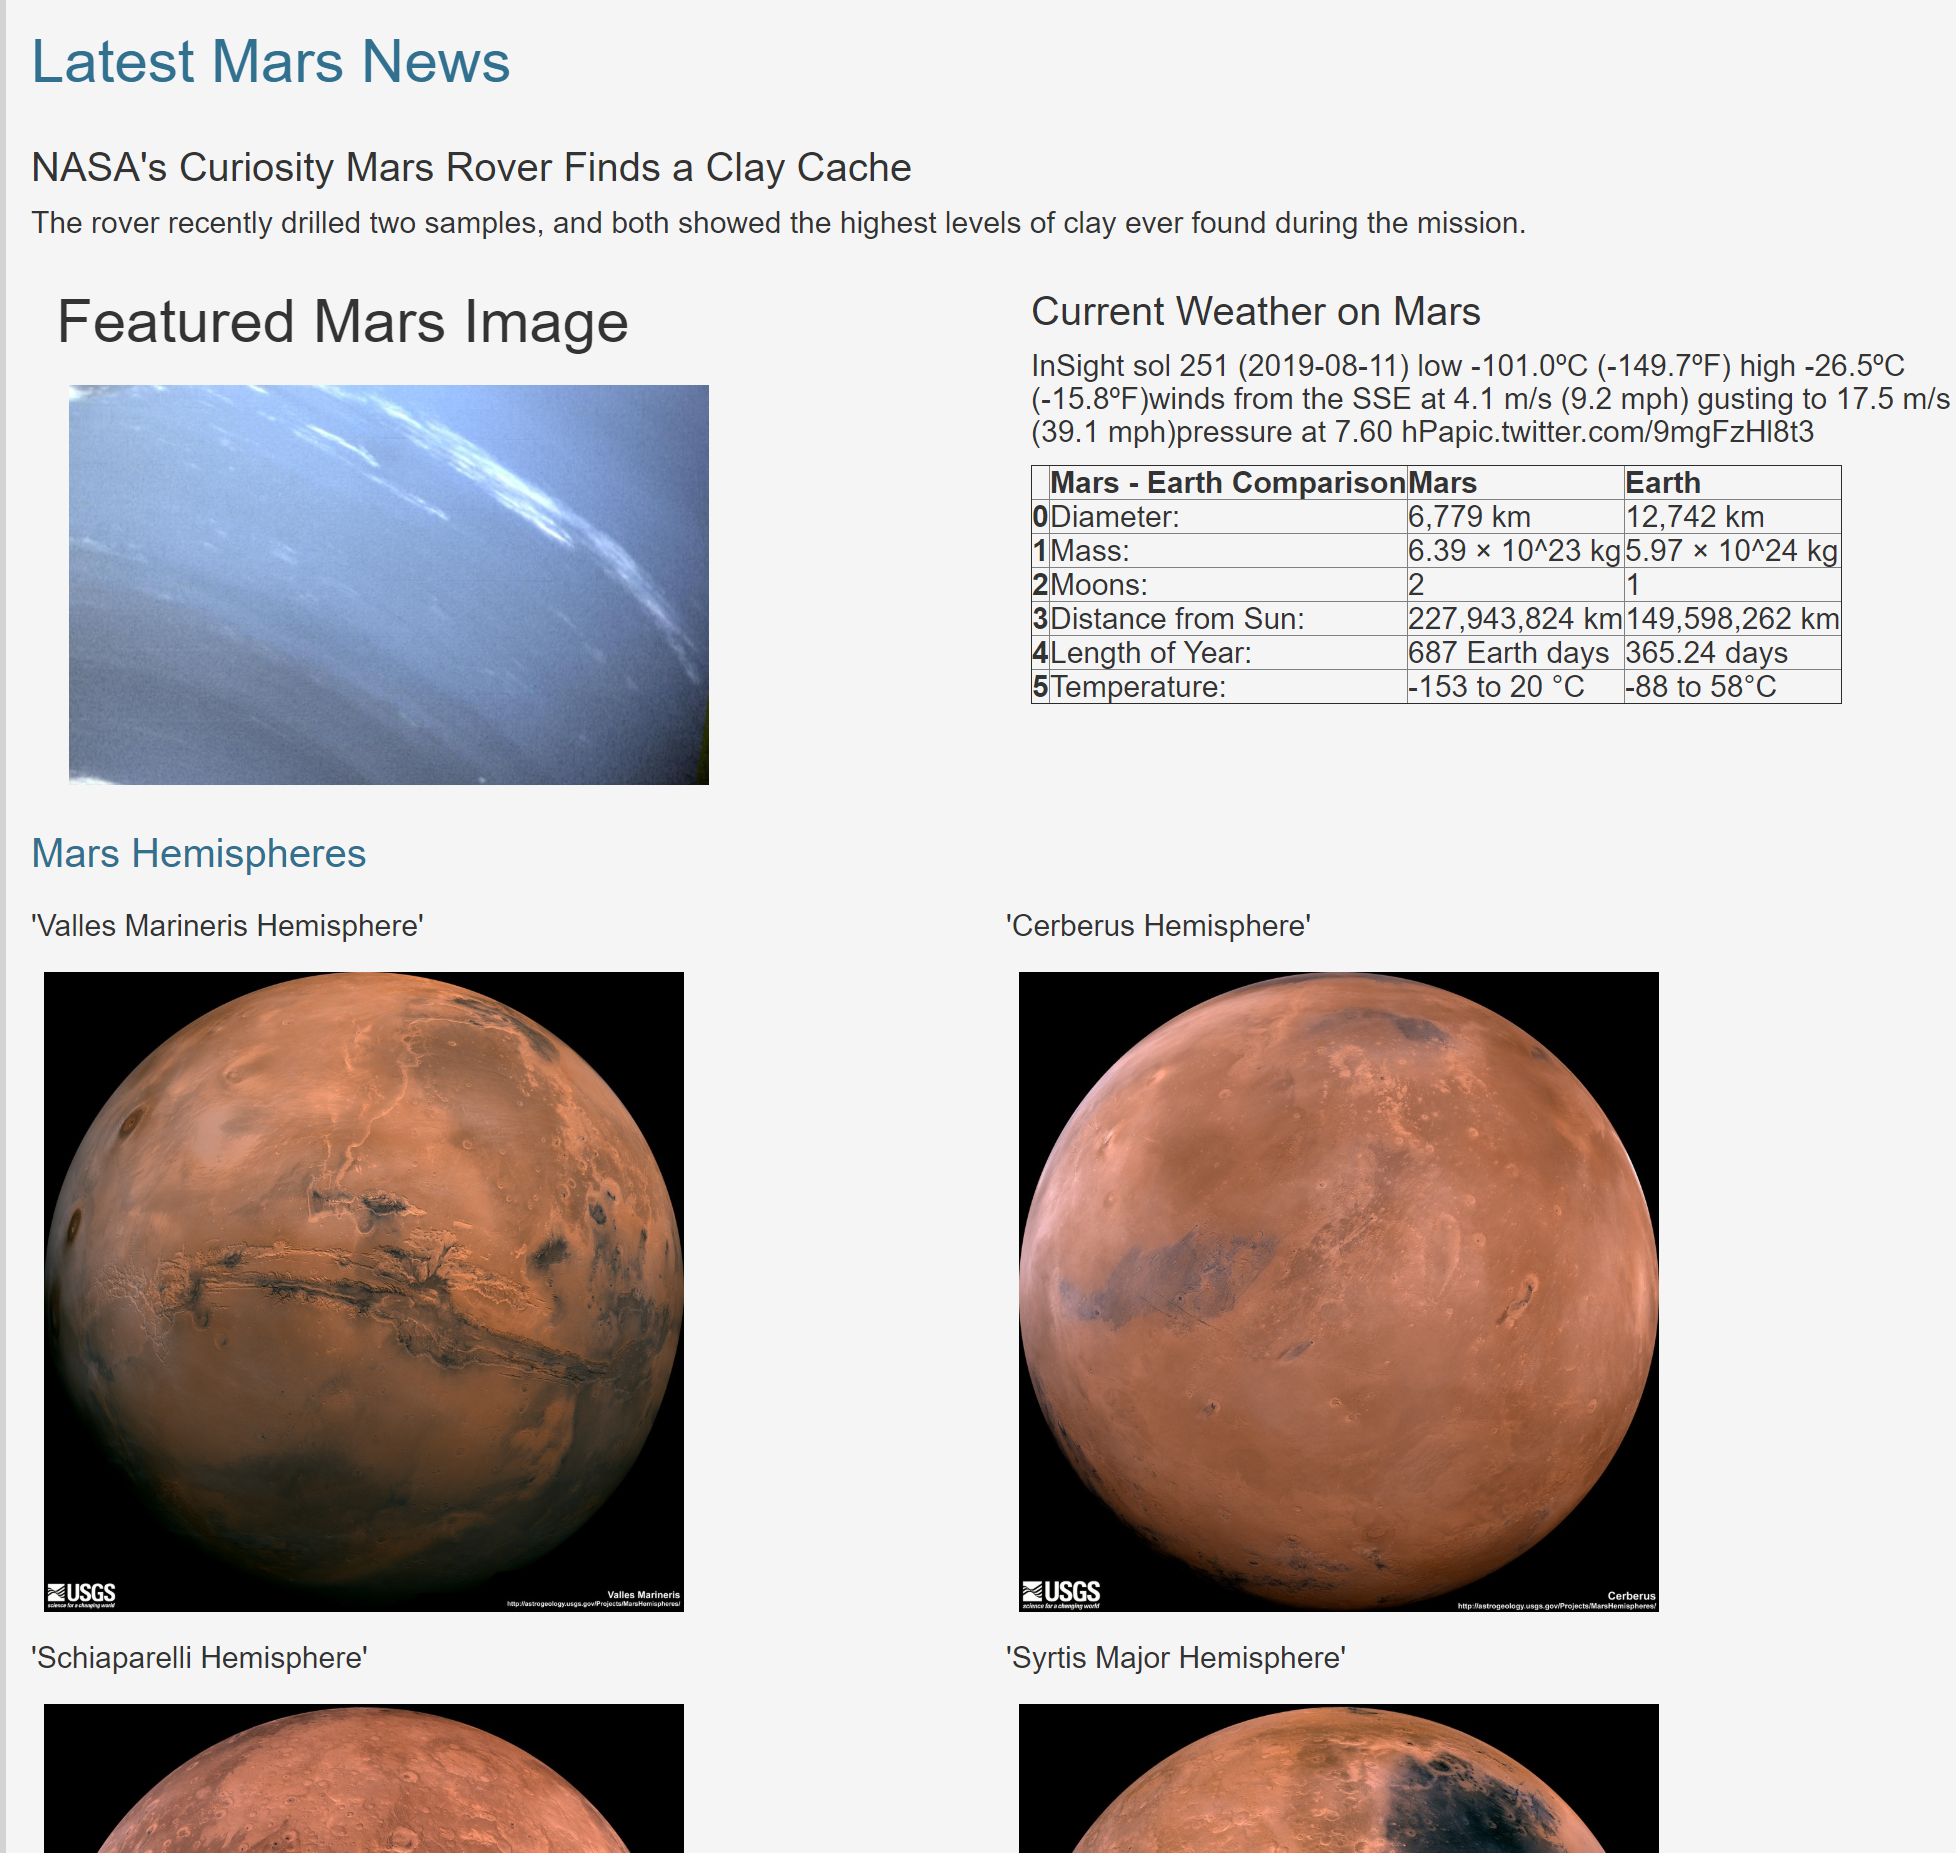 Latest Mars News
NASA's Curiosity Mars Rover Finds a Clay Cache
The rover recently drilled two samples, and both showed the highest levels of clay ever found during the mission.
Featured Mars Image
Current Weather on Mars
InSight sol 251 (2019-08-11) low -101.0ºC (-149.7ºF) high -26.5ºC
(-15.8ºF)winds from the SSE at 4.1 m/s (9.2 mph) gusting to 17.5 m/s
(39.1 mph)pressure at 7.60 hPapic.twitter.com/9mgFzHl8t3
Mars - Earth Comparison Mars Earth
0 Diameter: 6,779 km 12,742 km
1 Mass: 6.39 × 10^23 kg 5.97 × 10^24 kg
2 Moons: 2 1
3 Distance from Sun: 227,943,824 km 149,598,262 km
4 Length of Year: 687 Earth days 365.24 days
5 Temperature: -153 to 20 °C -88 to 58°C
Mars Hemispheres
'Valles Marineris Hemisphere'
'Cerberus Hemisphere'
USGS
science for a changing world
Valles Marineris
http://astrogeology.usgs.gov/Projects/MarsHemispheres/
USGS
science for a changing world
Cerberus
http://astrogeology.usgs.gov/Projects/MarsHemispheres/
'Schiaparelli Hemisphere'
'Syrtis Major Hemisphere'